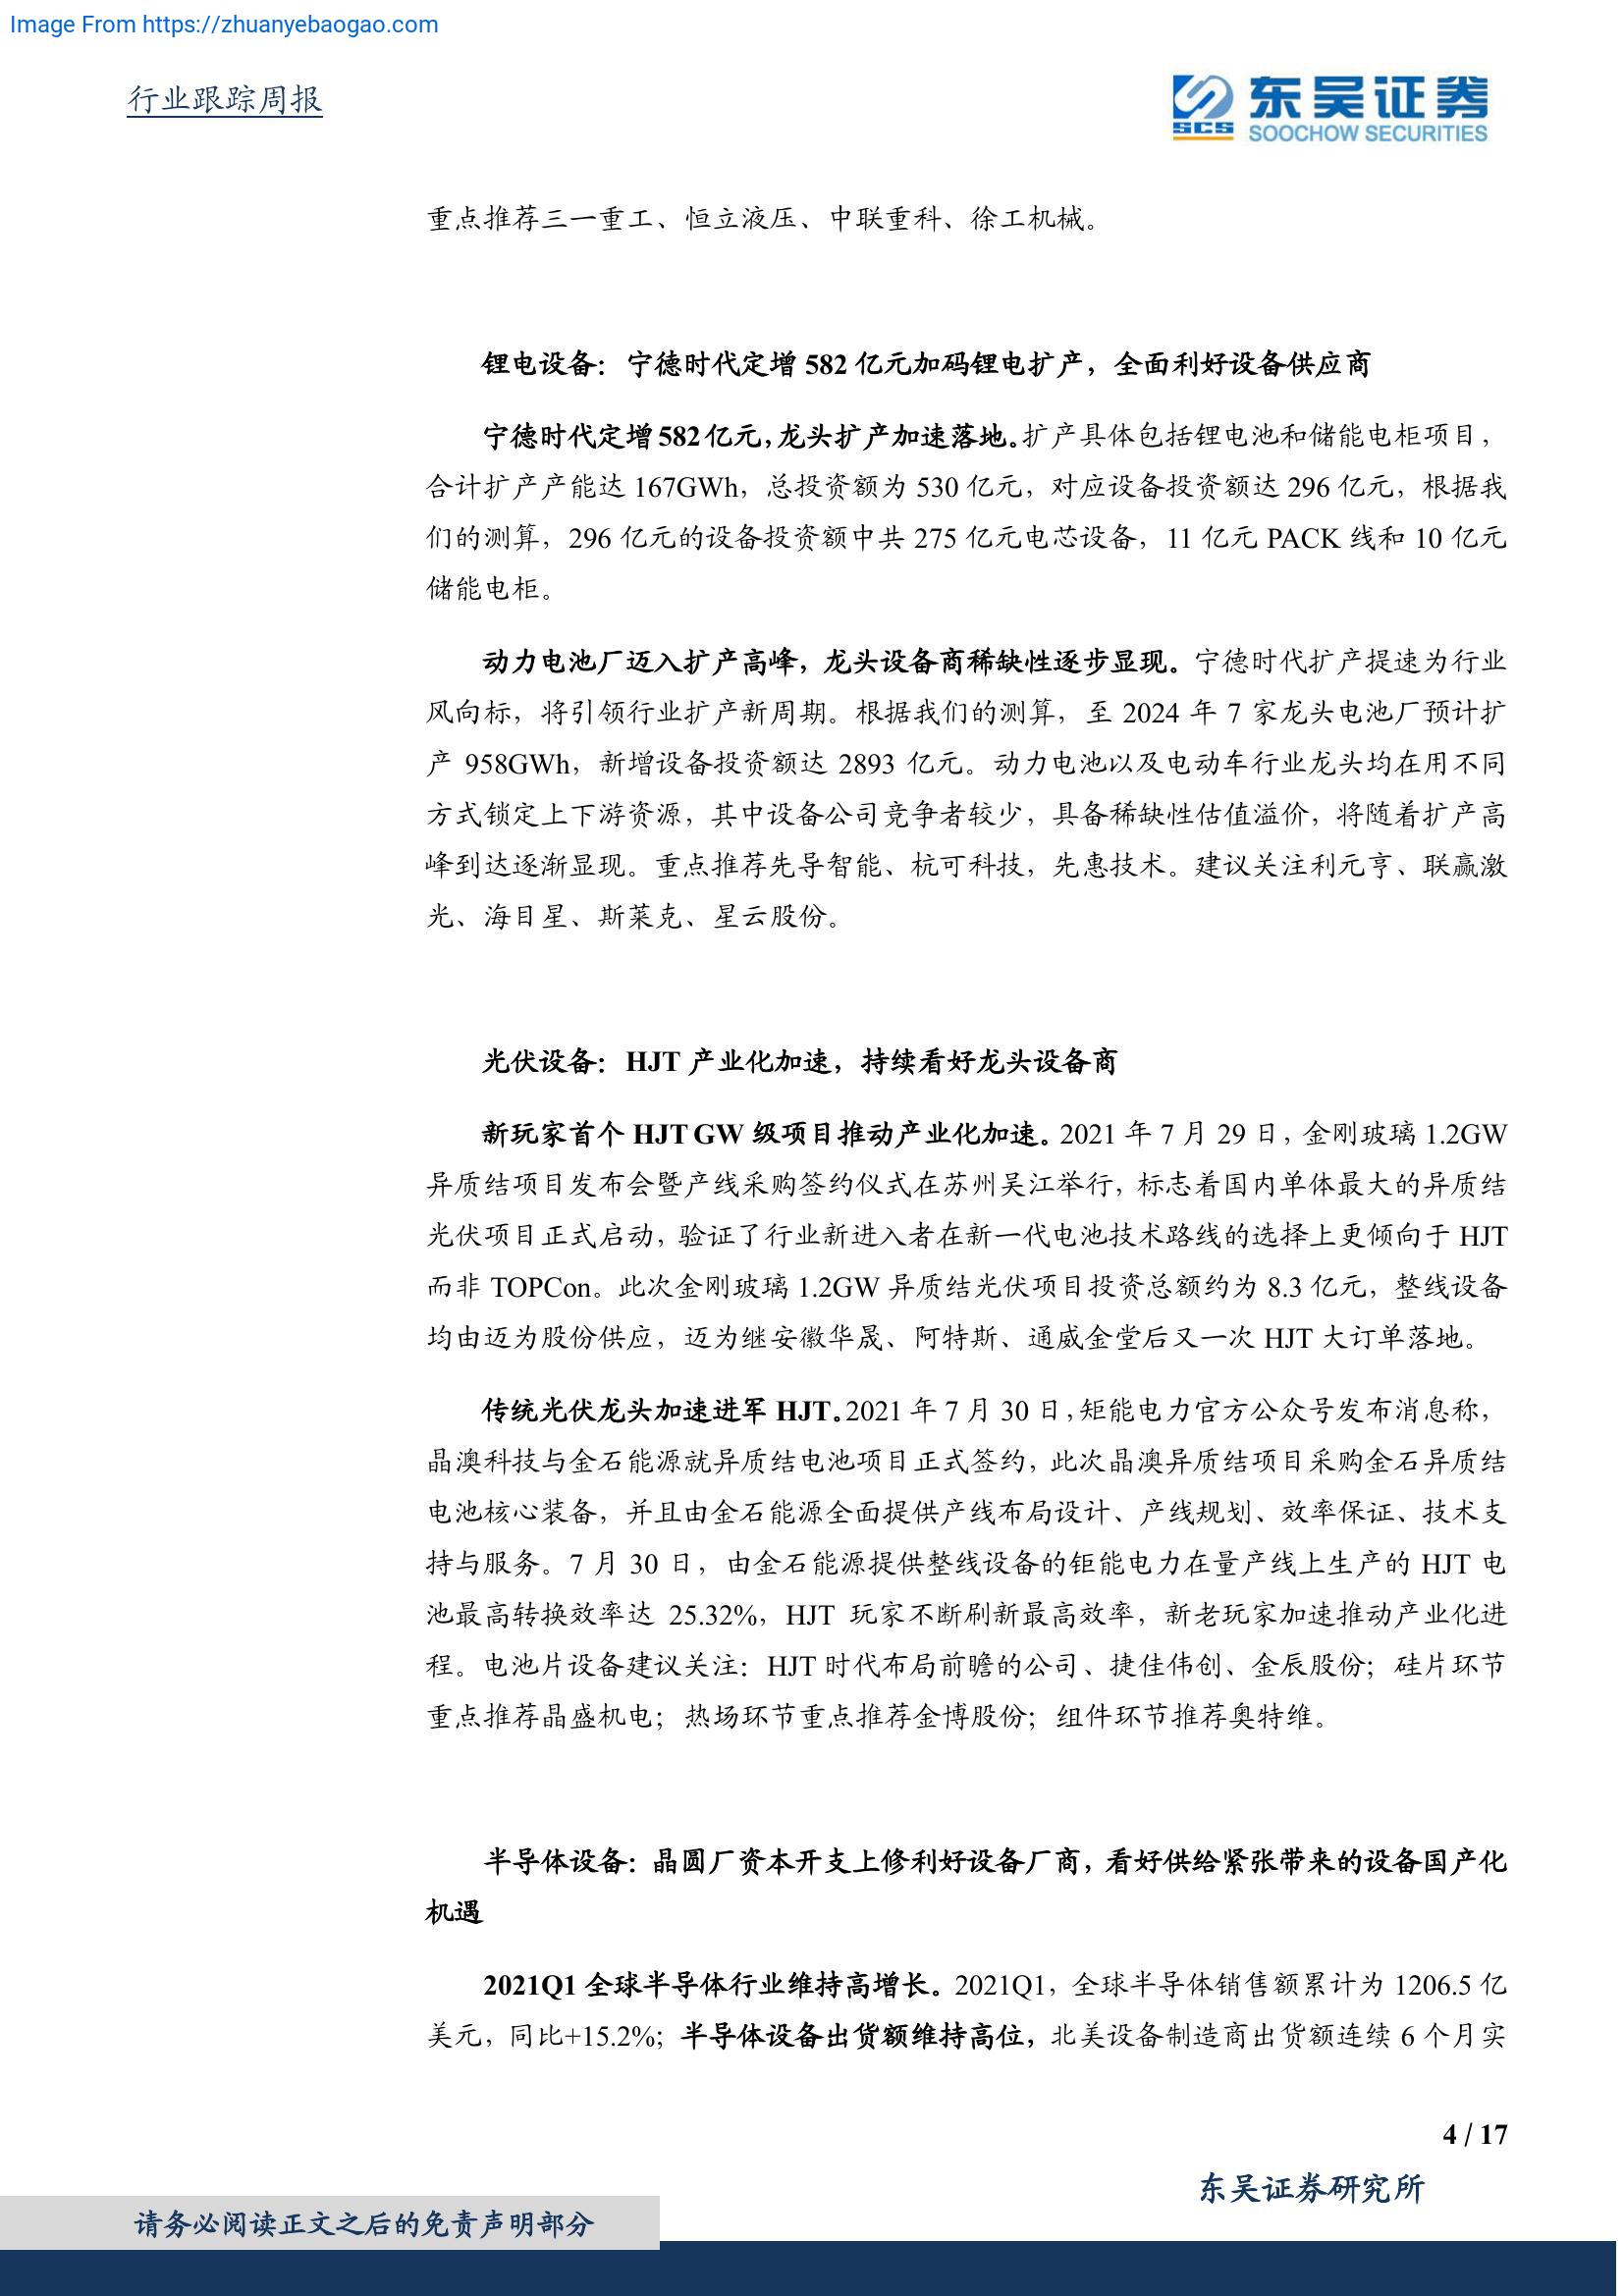 Image From https://zhuanyebaogao.com
行业跟踪周报
东吴证券
SCS
SOOCHOW SECURITIES
重点推荐三一重工、恒立液压、中联重科、徐工机械。
锂电设备：宁德时代定增 582 亿元加码锂电扩产，全面利好设备供应商
宁德时代定增 582 亿元，龙头扩产加速落地。扩产具体包括锂电池和储能电柜项目，
合计扩产产能达 167GWh，总投资额为 530 亿元，对应设备投资额达 296 亿元，根据我
们的测算，296 亿元的设备投资额中共 275 亿元电芯设备，11 亿元 PACK 线和 10 亿元
储能电柜。
动力电池厂迈入扩产高峰，龙头设备商稀缺性逐步显现。宁德时代扩产提速为行业
风向标，将引领行业扩产新周期。根据我们的测算，至 2024 年 7 家龙头电池厂预计扩
产 958GWh，新增设备投资额达 2893 亿元。动力电池以及电动车行业龙头均在用不同
方式锁定上下游资源，其中设备公司竞争者较少，具备稀缺性估值溢价，将随着扩产高
峰到达逐渐显现。重点推荐先导智能、杭可科技，先惠技术。建议关注利元亨、联赢激
光、海目星、斯莱克、星云股份。
光伏设备：HJT 产业化加速，持续看好龙头设备商
新玩家首个 HJT GW 级项目推动产业化加速。2021 年 7 月 29 日，金刚玻璃 1.2GW
异质结项目发布会暨产线采购签约仪式在苏州吴江举行，标志着国内单体最大的异质结
光伏项目正式启动，验证了行业新进入者在新一代电池技术路线的选择上更倾向于 HJT
而非 TOPCon。此次金刚玻璃 1.2GW 异质结光伏项目投资总额约为 8.3 亿元，整线设备
均由迈为股份供应，迈为继安徽华晟、阿特斯、通威金堂后又一次 HJT 大订单落地。
传统光伏龙头加速进军 HJT。2021 年 7 月 30 日，矩能电力官方公众号发布消息称，
晶澳科技与金石能源就异质结电池项目正式签约，此次晶澳异质结项目采购金石异质结
电池核心装备，并且由金石能源全面提供产线布局设计、产线规划、效率保证、技术支
持与服务。7 月 30 日，由金石能源提供整线设备的钜能电力在量产线上生产的 HJT 电
池最高转换效率达 25.32%，HJT 玩家不断刷新最高效率，新老玩家加速推动产业化进
程。电池片设备建议关注：HJT 时代布局前瞻的公司、捷佳伟创、金辰股份；硅片环节
重点推荐晶盛机电；热场环节重点推荐金博股份；组件环节推荐奥特维。
半导体设备：晶圆厂资本开支上修利好设备厂商，看好供给紧张带来的设备国产化
机遇
2021Q1 全球半导体行业维持高增长。2021Q1，全球半导体销售额累计为 1206.5 亿
美元，同比+15.2%；半导体设备出货额维持高位，北美设备制造商出货额连续 6 个月实
4 / 17
东吴证券研究所
请务必阅读正文之后的免责声明部分